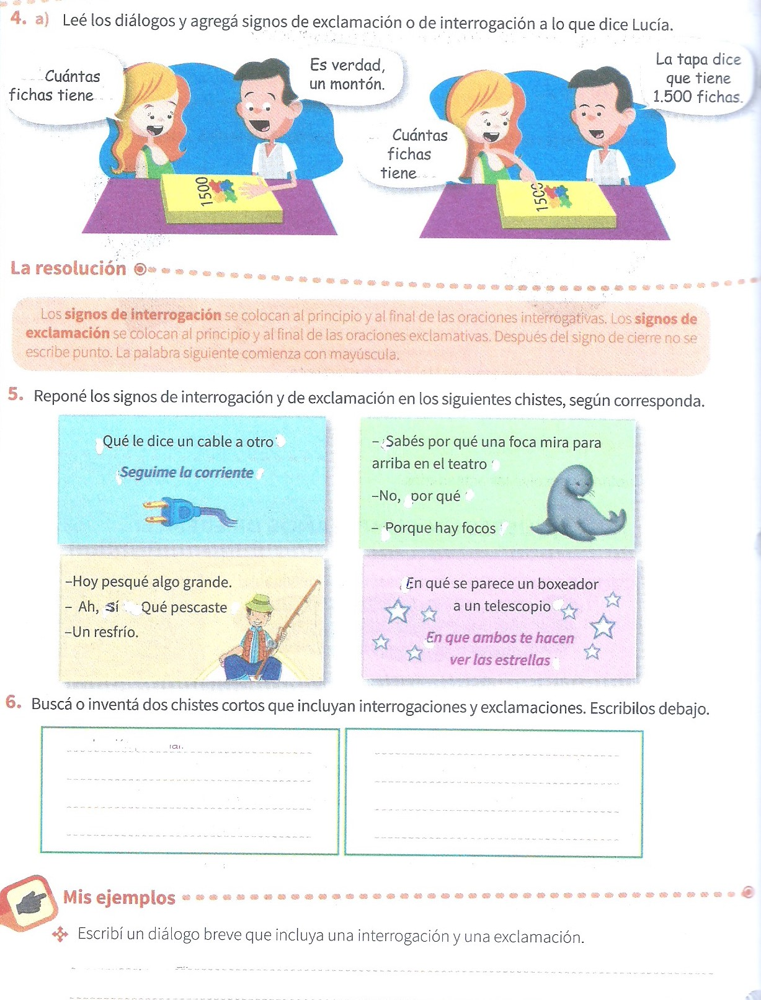 4. a) Leé los diálogos y agregá signos de exclamación o de interrogación a lo que dice Lucía.
Cuántas
fichas tiene
Es verdad,
un montón.
1500
Cuántas
fichas
tiene
La tapa dice
que tiene
1.500 fichas.
1500
La resolución
Los signos de interrogación se colocan al principio y al final de las oraciones interrogativas. Los signos de
exclamación se colocan al principio y al final de las oraciones exclamativas. Después del signo de cierre no se
escribe punto. La palabra siguiente comienza con mayúscula.
5. Reponé los signos de interrogación y de exclamación en los siguientes chistes, según corresponda.
Qué le dice un cable a otro
Seguime la corriente
– Sabés por qué una foca mira para
arriba en el teatro
–No, por qué
– Porque hay focos
–Hoy pesqué algo grande.
– Ah, Sí Qué pescaste
–Un resfrío.
En qué se parece un boxeador
a un telescopio
En que ambos te hacen
ver las estrellas
6. Buscá o inventá dos chistes cortos que incluyan interrogaciones y exclamaciones. Escribilos debajo.
Mis ejemplos
Escribí un diálogo breve que incluya una interrogación y una exclamación.